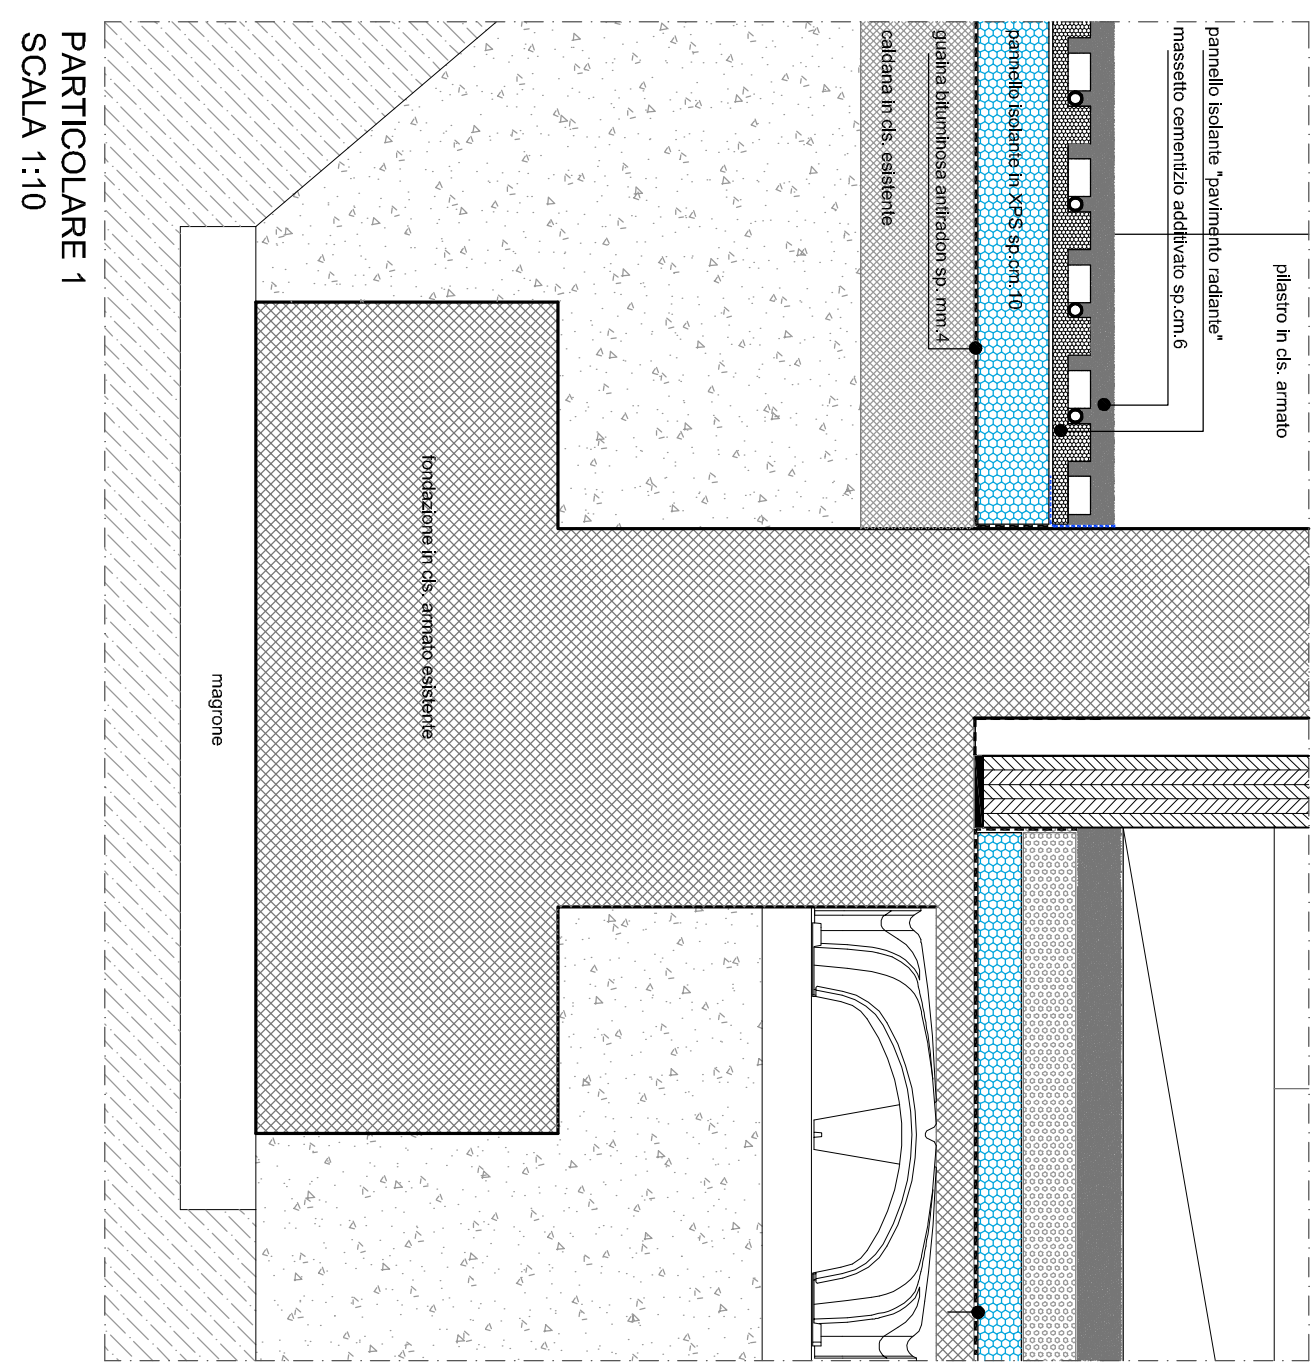 pilastro in cls. armato
pannello isolante "pavimento radiante"
massetto cementizio additivato sp.cm.6
pannello isolante in XPS sp.cm.10
guaina bituminosa antiradon sp. mm.4
caldana in cls. esistente
fondazione in cls. armato esistente
magrone
PARTICOLARE 1
SCALA 1:10